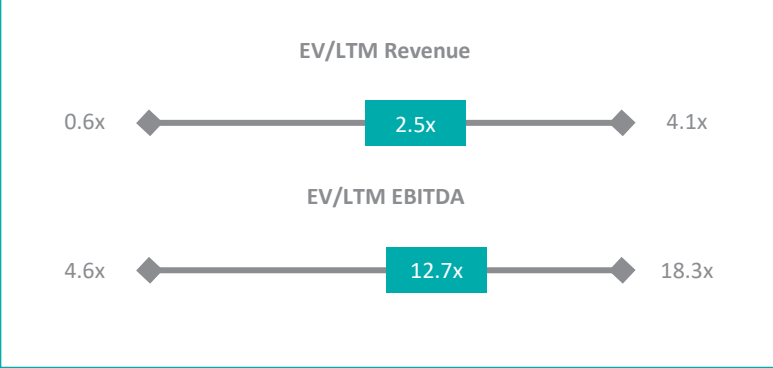 EV/LTM Revenue
0.6x 2.5x 4.1x
EV/LTM EBITDA
4.6x 12.7x 18.3x